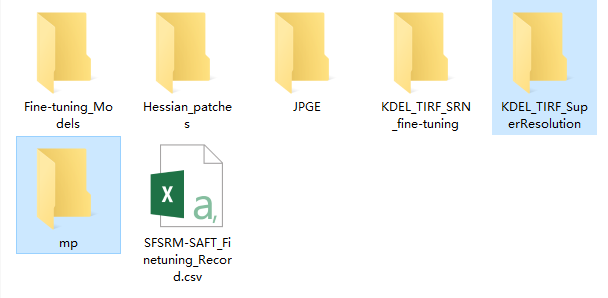 Fine-tuning_Mo
dels
Hessian_patche
s
JPGE
KDEL_TIRF_SRN
_fine-tuning
KDEL_TIRF_Sup
erResolution
mp
SFSRM-SAFT_Fi
netuning_Recor
d.csv